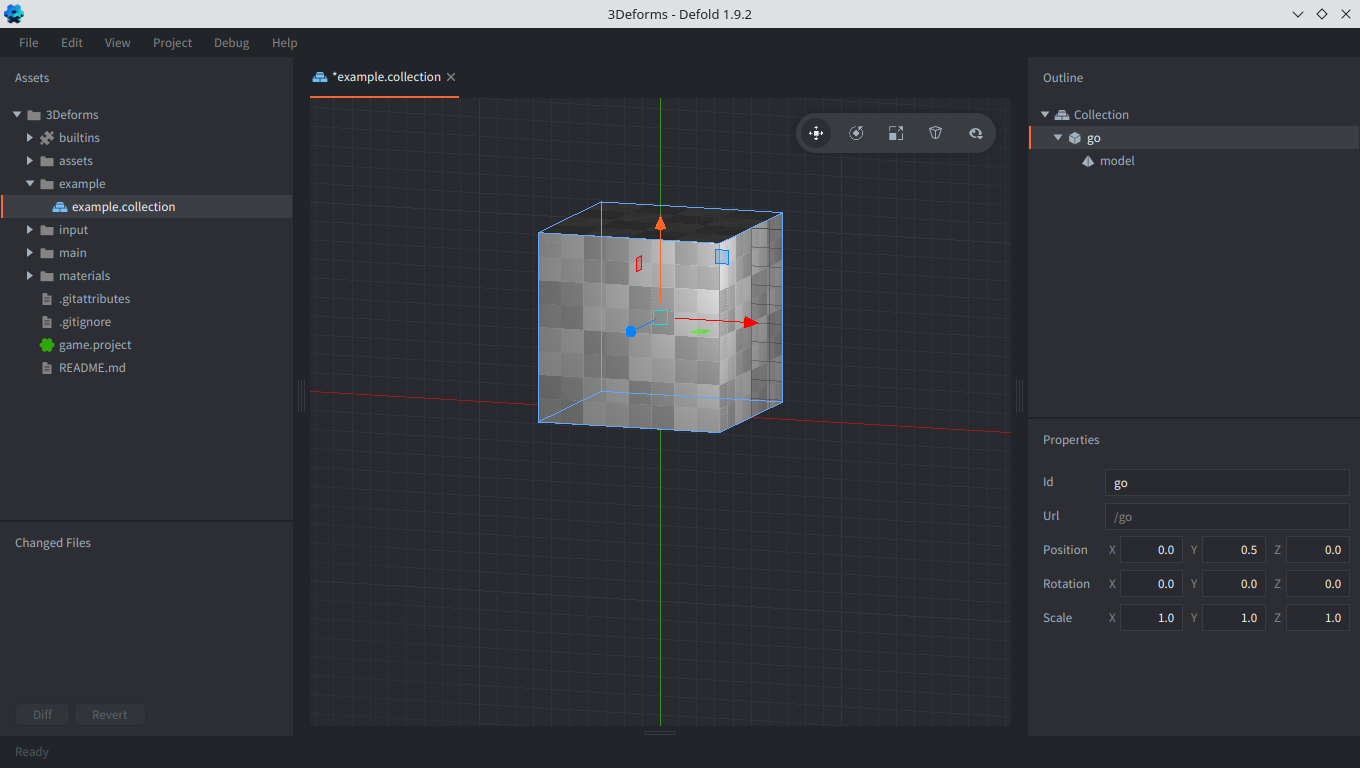 3Deforms - Defold 1.9.2
File Edit View Project Debug Help
Assets
3Deforms
builtins
assets
example
example.collection
input
main
materials
.gitattributes
.gitignore
game.project
README.md
Changed Files
Diff Revert
Ready
*example.collection
Outline
Collection
go
model
Properties
Id go
Url /go
Position X 0.0 Y 0.5 Z 0.0
Rotation X 0.0 Y 0.0 Z 0.0
Scale X 1.0 Y 1.0 Z 1.0